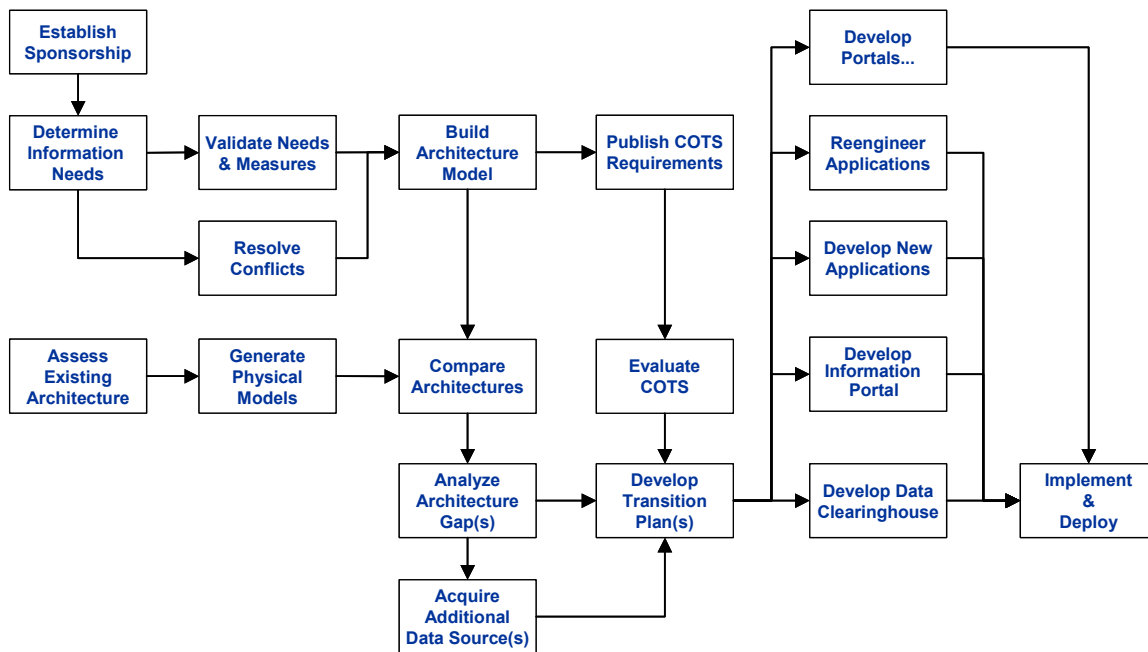 Establish
Sponsorship
Develop
Portals...
Determine
Information
Needs
Validate Needs
& Measures
Build
Architecture
Model
Publish COTS
Requirements
Reengineer
Applications
Resolve
Conflicts
Develop New
Applications
Assess
Existing
Architecture
Generate
Physical
Models
Compare
Architectures
Evaluate
COTS
Develop
Information
Portal
Analyze
Architecture
Gap(s)
Develop
Transition
Plan(s)
Develop Data
Clearinghouse
Implement
&
Deploy
Acquire
Additional
Data Source(s)